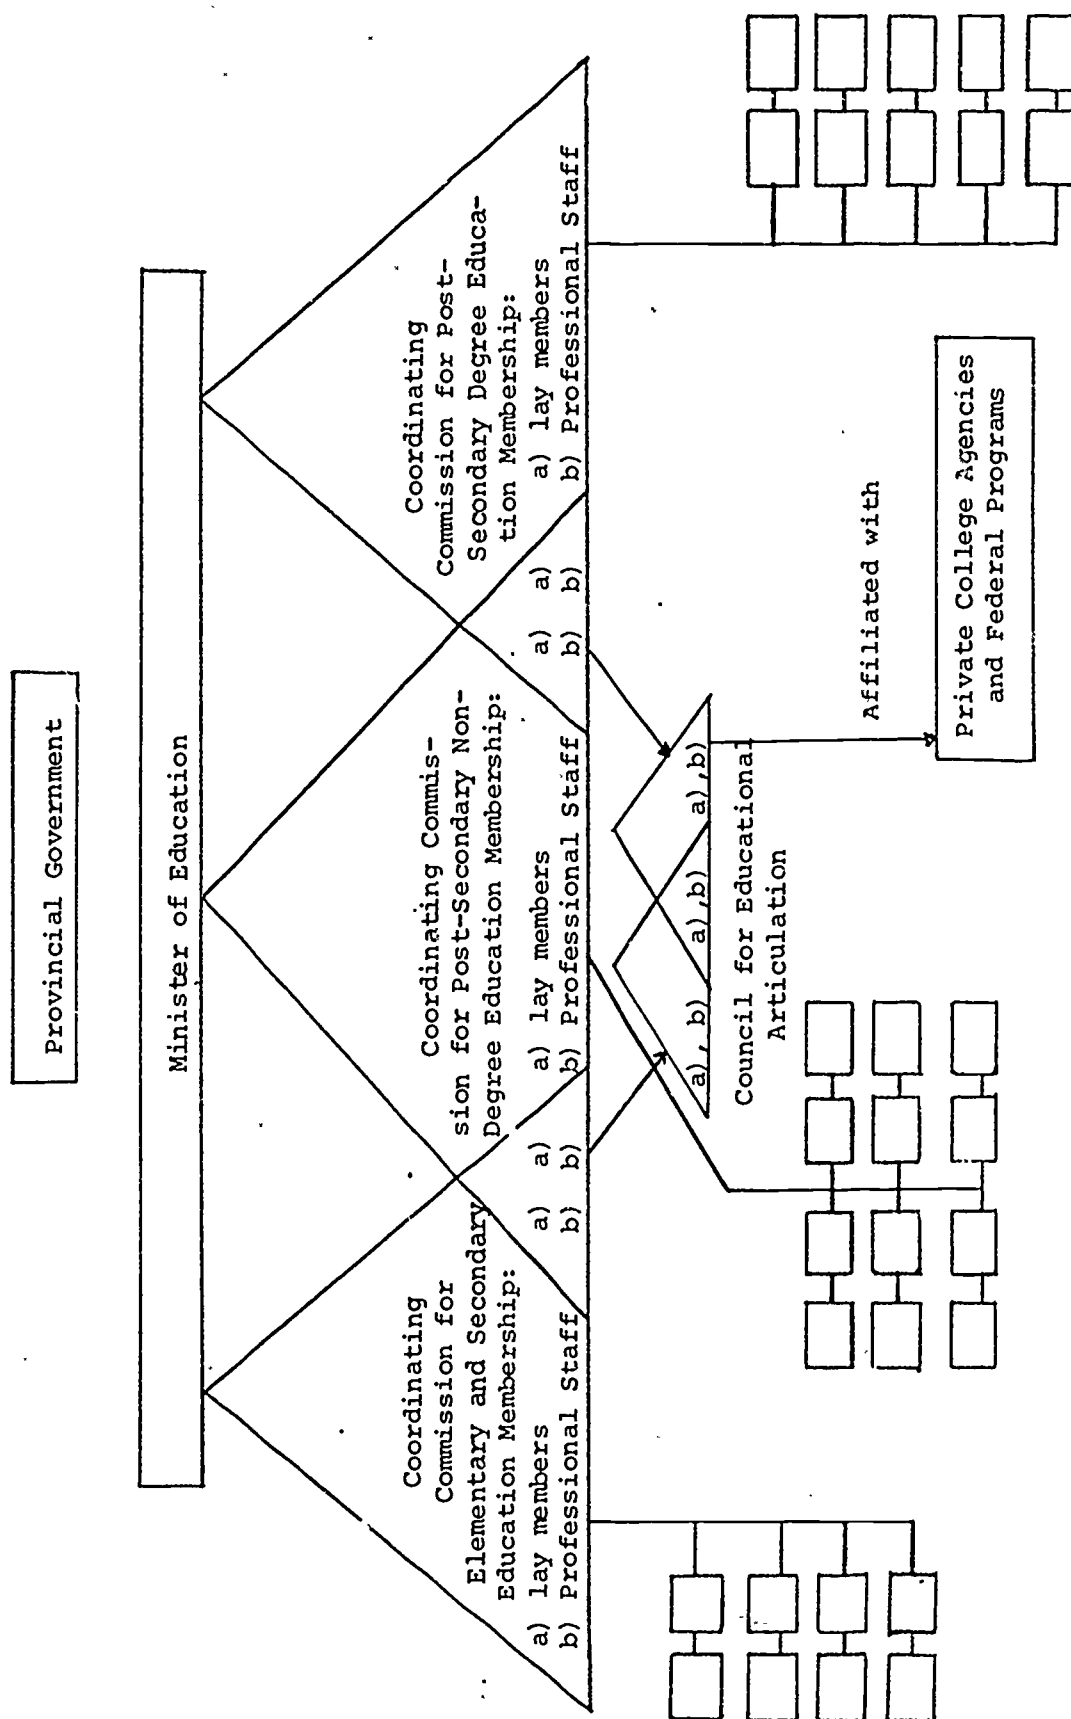 Provincial Government
Minister of Education
Coordinating
Commission for
Elementary and Secondary
Education Membership:
a) lay members
b) Professional Staff
a) a)
b) b)
Coordinating Commis-
sion for Post-Secondary Non-
Degree Education Membership:
a) lay members
b) Professional Staff
a) a)
b) b)
Coordinating
Commission for Post-
Secondary Degree Educa-
tion Membership:
a) lay members
b) Professional Staff
a), b) a),b) a),b)
Council for Educational
Articulation
Affiliated with
Private College Agencies
and Federal Programs